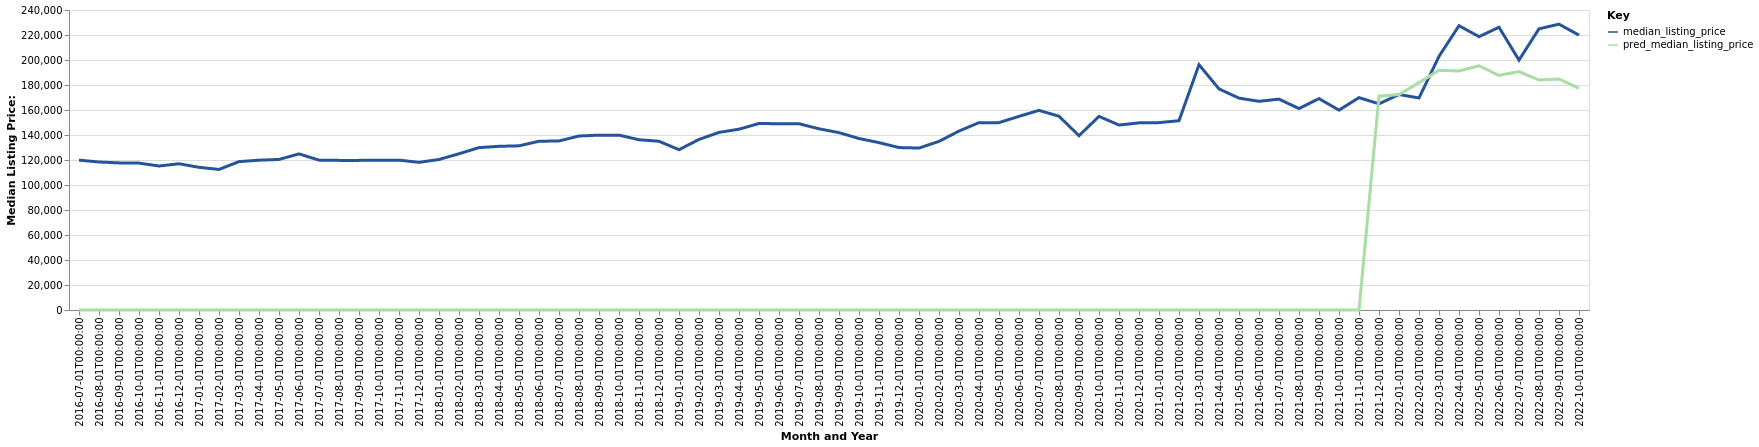 240,000
220,000
200,000
180,000
160,000
140,000
120,000
100,000
80,000
60,000
40,000
20,000
0
Median Listing Price:
2016-07-01T00:00:00
2016-08-01T00:00:00
2016-09-01T00:00:00
2016-10-01T00:00:00
2016-11-01T00:00:00
2016-12-01T00:00:00
2017-01-01T00:00:00
2017-02-01T00:00:00
2017-03-01T00:00:00
2017-04-01T00:00:00
2017-05-01T00:00:00
2017-06-01T00:00:00
2017-07-01T00:00:00
2017-08-01T00:00:00
2017-09-01T00:00:00
2017-10-01T00:00:00
2017-11-01T00:00:00
2017-12-01T00:00:00
2018-01-01T00:00:00
2018-02-01T00:00:00
2018-03-01T00:00:00
2018-04-01T00:00:00
2018-05-01T00:00:00
2018-06-01T00:00:00
2018-07-01T00:00:00
2018-08-01T00:00:00
2018-09-01T00:00:00
2018-10-01T00:00:00
2018-11-01T00:00:00
2018-12-01T00:00:00
2019-01-01T00:00:00
2019-02-01T00:00:00
2019-03-01T00:00:00
2019-04-01T00:00:00
2019-05-01T00:00:00
2019-06-01T00:00:00
2019-07-01T00:00:00
2019-08-01T00:00:00
2019-09-01T00:00:00
2019-10-01T00:00:00
2019-11-01T00:00:00
2019-12-01T00:00:00
2020-01-01T00:00:00
2020-02-01T00:00:00
2020-03-01T00:00:00
2020-04-01T00:00:00
2020-05-01T00:00:00
2020-06-01T00:00:00
2020-07-01T00:00:00
2020-08-01T00:00:00
2020-09-01T00:00:00
2020-10-01T00:00:00
2020-11-01T00:00:00
2020-12-01T00:00:00
2021-01-01T00:00:00
2021-02-01T00:00:00
2021-03-01T00:00:00
2021-04-01T00:00:00
2021-05-01T00:00:00
2021-06-01T00:00:00
2021-07-01T00:00:00
2021-08-01T00:00:00
2021-09-01T00:00:00
2021-10-01T00:00:00
2021-11-01T00:00:00
2021-12-01T00:00:00
2022-01-01T00:00:00
2022-02-01T00:00:00
2022-03-01T00:00:00
2022-04-01T00:00:00
2022-05-01T00:00:00
2022-06-01T00:00:00
2022-07-01T00:00:00
2022-08-01T00:00:00
2022-09-01T00:00:00
2022-10-01T00:00:00
Month and Year
Key
median_listing_price
pred_median_listing_price